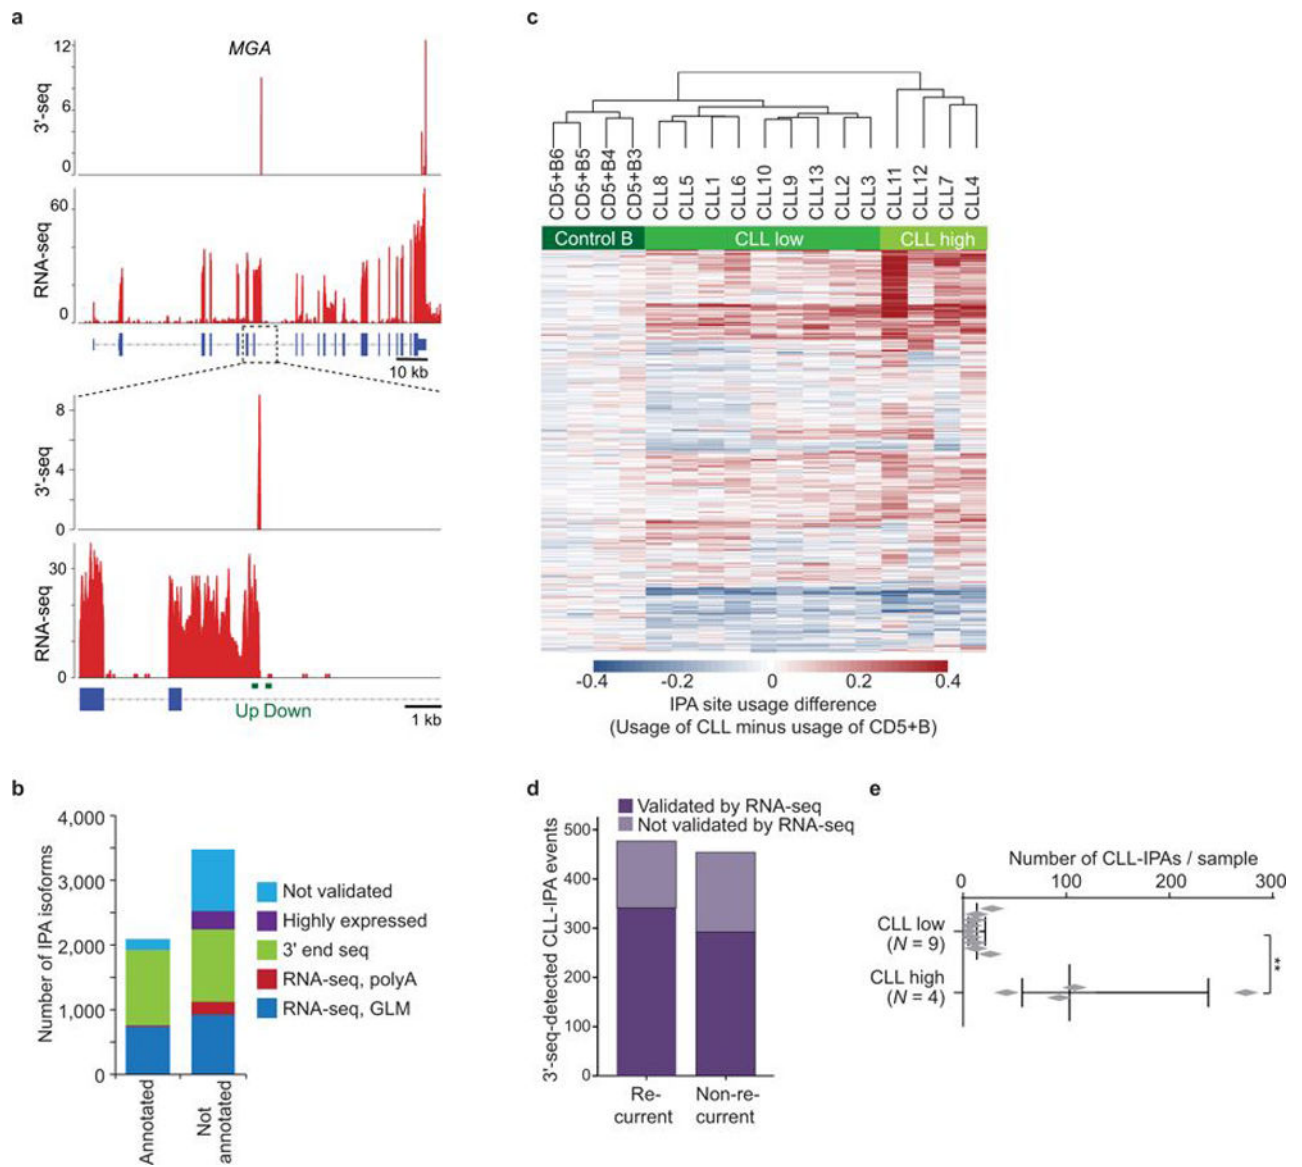 a
MGA
3'-seq
12
6
0
RNA-seq
60
30
0
10 kb
3'-seq
8
4
0
RNA-seq
30
0
Up Down
1 kb
c
CD5+B6
CD5+B5
CD5+B4
CD5+B3
CLL8
CLL5
CLL1
CLL6
CLL10
CLL9
CLL13
CLL2
CLL3
CLL11
CLL12
CLL7
CLL4
Control B
CLL low
CLL high
-0.4 -0.2 0 0.2 0.4
IPA site usage difference
(Usage of CLL minus usage of CD5+B)
b
Number of IPA isoforms
4,000
3,000
2,000
1,000
0
Annotated
Not
annotated
Not validated
Highly expressed
3' end seq
RNA-seq, polyA
RNA-seq, GLM
d
Validated by RNA-seq
Not validated by RNA-seq
3'-seq-detected CLL-IPA events
500
400
300
200
100
0
Re-
current
Non-re-
current
e
Number of CLL-IPAs / sample
0 100 200 300
CLL low
(N = 9)
CLL high
(N = 4)
**